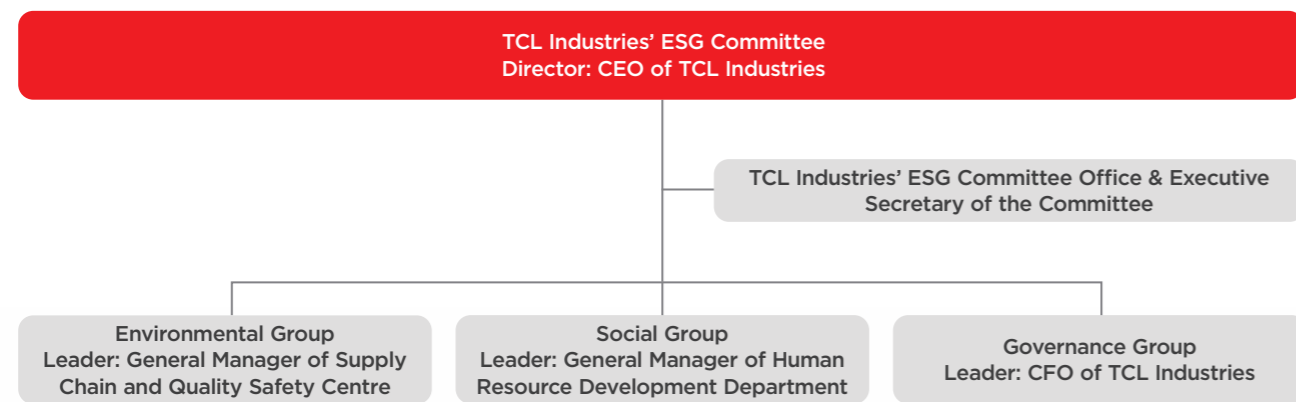 TCL Industries’ ESG Committee
Director: CEO of TCL Industries
TCL Industries’ ESG Committee Office & Executive
Secretary of the Committee
Environmental Group
Leader: General Manager of Supply
Chain and Quality Safety Centre
Social Group
Leader: General Manager of Human
Resource Development Department
Governance Group
Leader: CFO of TCL Industries